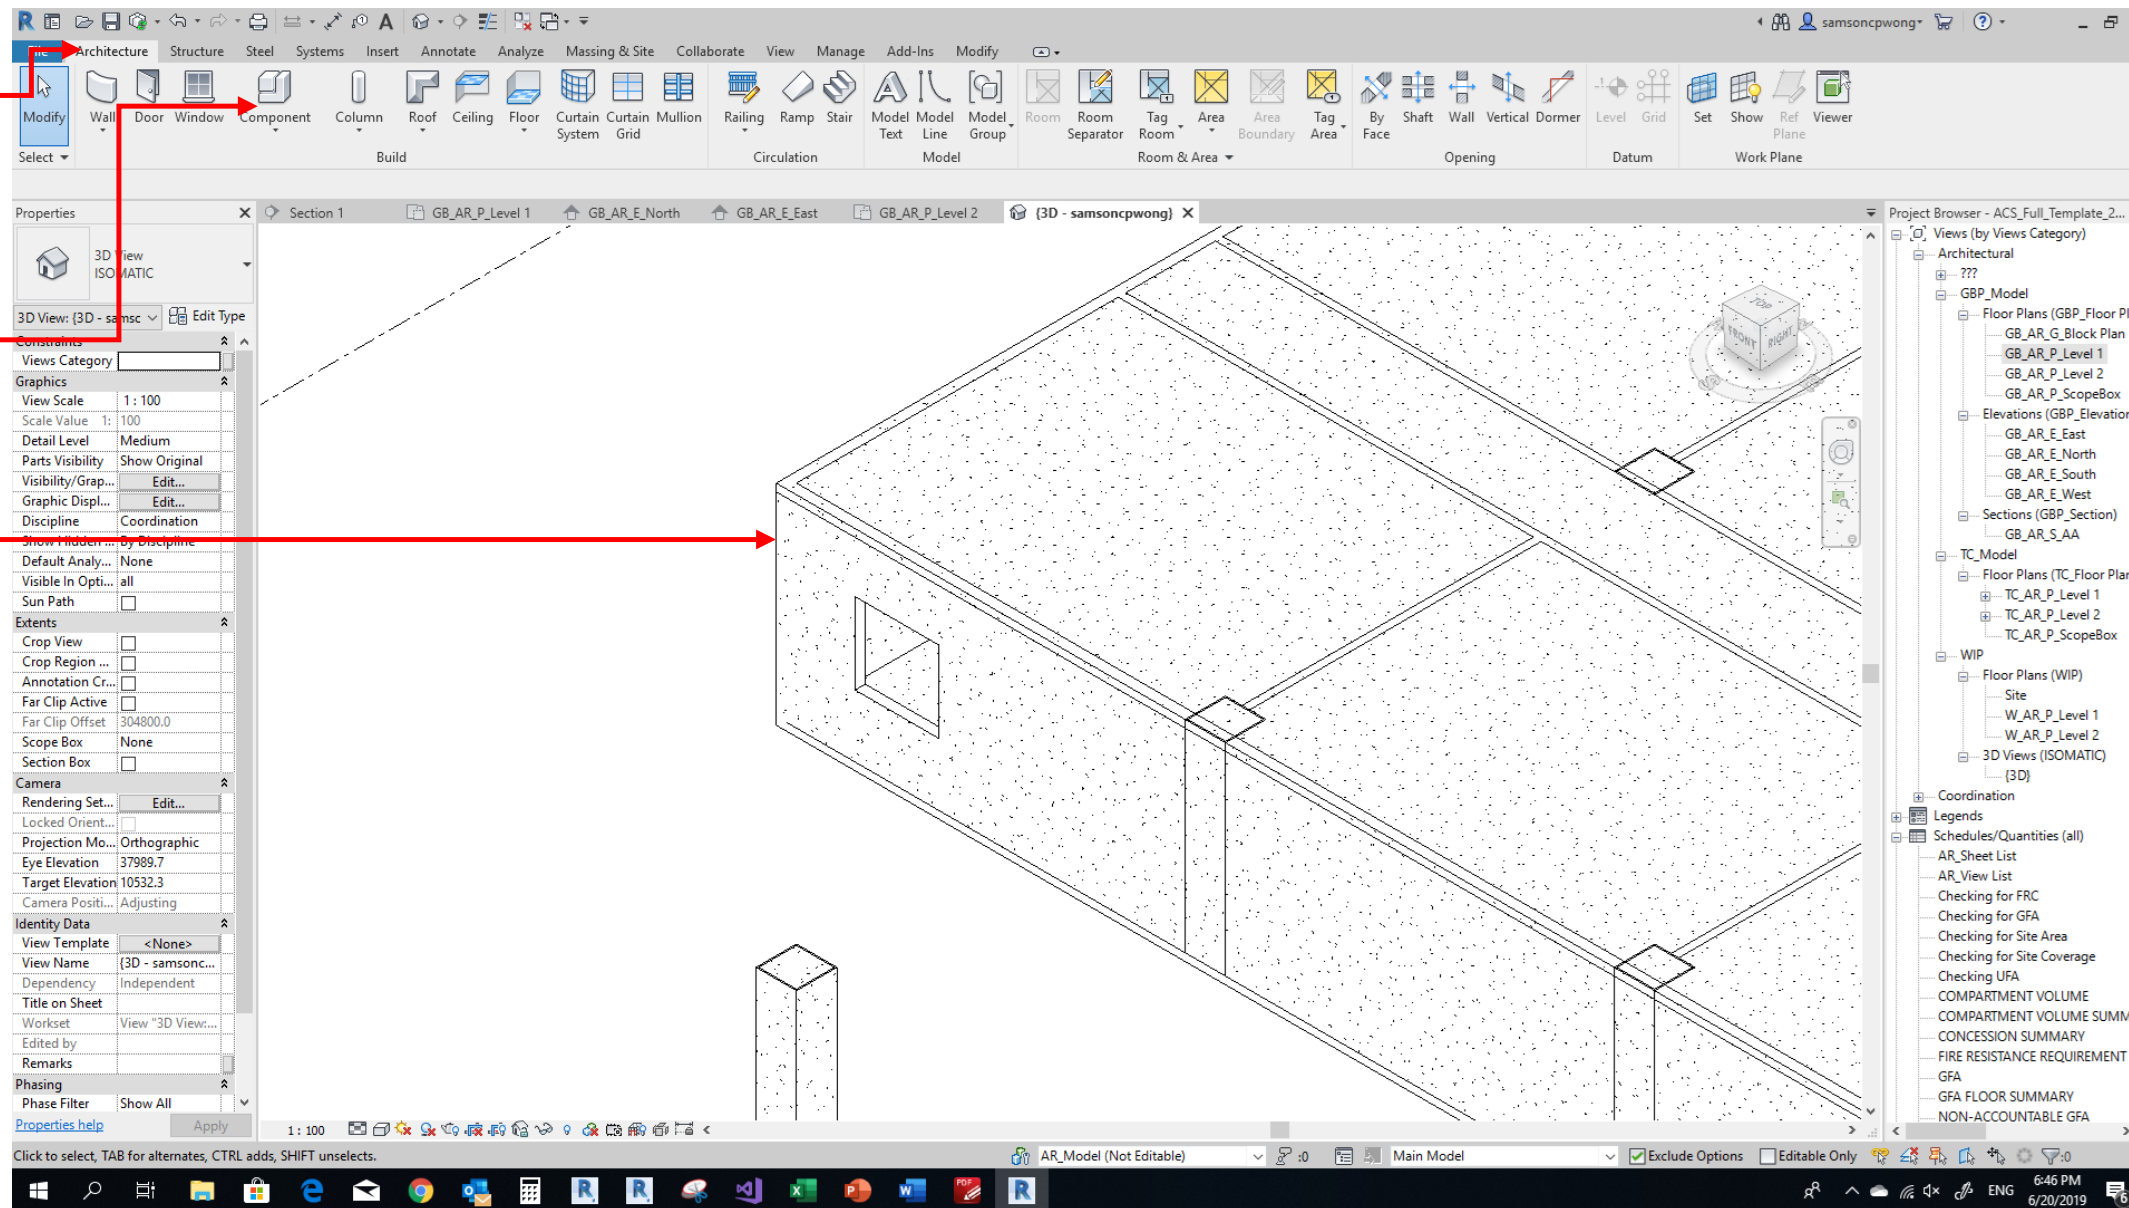 samsoncpwong
File Architecture Structure Steel Systems Insert Annotate Analyze Massing & Site Collaborate View Manage Add-Ins Modify
Modify Wall Door Window Component Column Roof Ceiling Floor Curtain System Curtain Grid Mullion Railing Ramp Stair Model Text Model Line Model Group Room Room Separator Tag Room Area Area Boundary Tag Area By Face Shaft Wall Vertical Dormer Level Grid Set Show Ref Plane Viewer
Select Build Circulation Model Room & Area Opening Datum Work Plane
Properties
Section 1 GB_AR_P_Level 1 GB_AR_E_North GB_AR_E_East GB_AR_P_Level 2 {3D - samsoncpwong}
3D View
ISOMATIC
3D View: {3D - samsc Edit Type
Constraints
Views Category
Graphics
View Scale 1 : 100
Scale Value 1: 100
Detail Level Medium
Parts Visibility Show Original
Visibility/Grap... Edit...
Graphic Displ... Edit...
Discipline Coordination
Show Hidden ... By Discipline
Default Analy... None
Visible In Opti... all
Sun Path
Extents
Crop View
Crop Region ...
Annotation Cr...
Far Clip Active
Far Clip Offset 304800.0
Scope Box None
Section Box
Camera
Rendering Set... Edit...
Locked Orient...
Projection Mo... Orthographic
Eye Elevation 37989.7
Target Elevation 10532.3
Camera Positi... Adjusting
Identity Data
View Template <None>
View Name {3D - samsonc...
Dependency Independent
Title on Sheet
Workset View "3D View:...
Edited by
Remarks
Phasing
Phase Filter Show All
Properties help Apply
TOP
FRONT RIGHT
Project Browser - ACS_Full_Template_2...
Views (by Views Category)
Architectural
???
GBP_Model
Floor Plans (GBP_Floor Pl
GB_AR_G_Block Plan
GB_AR_P_Level 1
GB_AR_P_Level 2
GB_AR_P_ScopeBox
Elevations (GBP_Elevation
GB_AR_E_East
GB_AR_E_North
GB_AR_E_South
GB_AR_E_West
Sections (GBP_Section)
GB_AR_S_AA
TC_Model
Floor Plans (TC_Floor Plan
TC_AR_P_Level 1
TC_AR_P_Level 2
TC_AR_P_ScopeBox
WIP
Floor Plans (WIP)
Site
W_AR_P_Level 1
W_AR_P_Level 2
3D Views (ISOMATIC)
{3D}
Coordination
Legends
Schedules/Quantities (all)
AR_Sheet List
AR_View List
Checking for FRC
Checking for GFA
Checking for Site Area
Checking for Site Coverage
Checking UFA
COMPARTMENT VOLUME
COMPARTMENT VOLUME SUMM
CONCESSION SUMMARY
FIRE RESISTANCE REQUIREMENT
GFA
GFA FLOOR SUMMARY
NON-ACCOUNTABLE GFA
1 : 100
Click to select, TAB for alternates, CTRL adds, SHIFT unselects. AR_Model (Not Editable) :0 Main Model Exclude Options Editable Only :0
ENG 6:46 PM
6/20/2019